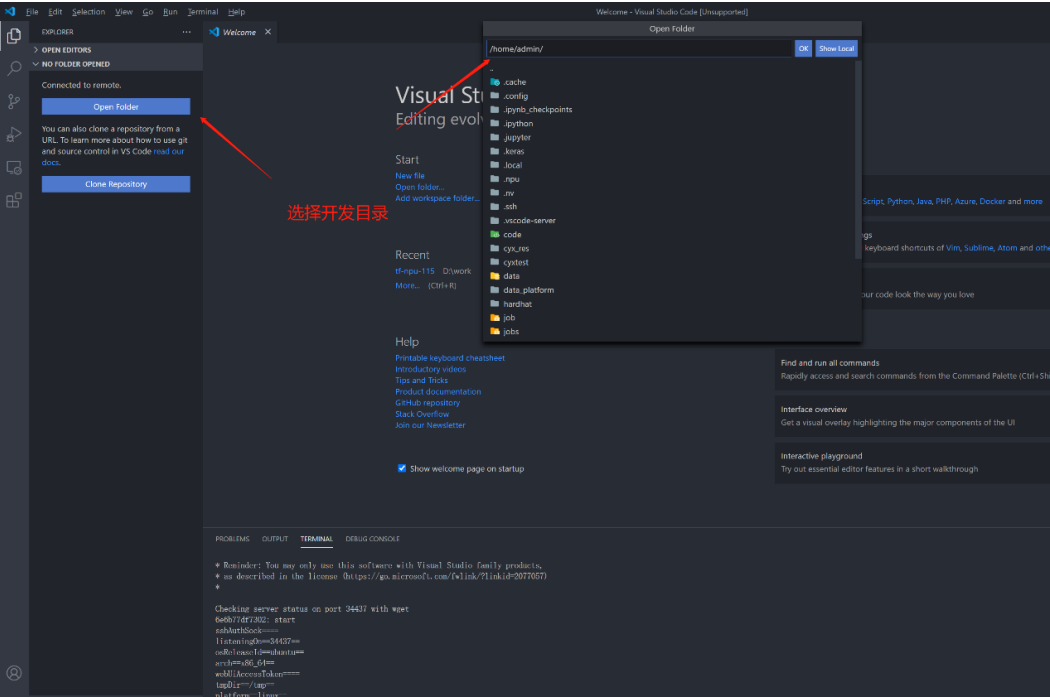 File Edit Selection View Go Run Terminal Help
Welcome - Visual Studio Code [Unsupported]
EXPLORER
OPEN EDITORS
NO FOLDER OPENED
Connected to remote.
Open Folder
You can also clone a repository from a
URL. To learn more about how to use git
and source control in VS Code read our
docs.
Clone Repository
选择开发目录
Welcome
Visual St
Editing evolv
Start
New file
Open folder...
Add workspace folder...
Recent
tf-npu-115 D:\work
More... (Ctrl+R)
Help
Printable keyboard cheatsheet
Introductory videos
Tips and Tricks
Product documentation
GitHub repository
Stack Overflow
Join our Newsletter
Show welcome page on startup
Open Folder
/home/admin/
OK
Show Local
..
.cache
.config
.ipynb_checkpoints
.ipython
.jupyter
.keras
.local
.npu
.nv
.ssh
.vscode-server
code
cyx_res
cyxtest
data
data_platform
hardhat
job
jobs
Script, Python, Java, PHP, Azure, Docker and more
gs
keyboard shortcuts of Vim, Sublime, Atom and othe
our code look the way you love
Find and run all commands
Rapidly access and search commands from the Command Palette (Ctrl+Shi
Interface overview
Get a visual overlay highlighting the major components of the UI
Interactive playground
Try out essential editor features in a short walkthrough
PROBLEMS OUTPUT TERMINAL DEBUG CONSOLE
* Reminder: You may only use this software with Visual Studio family products,
* as described in the license (https://go.microsoft.com/fwlink/?linkid=2077057)
*
Checking server status on port 34437 with wget
6e6b77df7302: start
sshAuthSock====
listeningOn==34437==
osReleaseId==ubuntu==
arch==x86_64==
webUiAccessToken====
tmpDir==/tmp==
platform==linux==